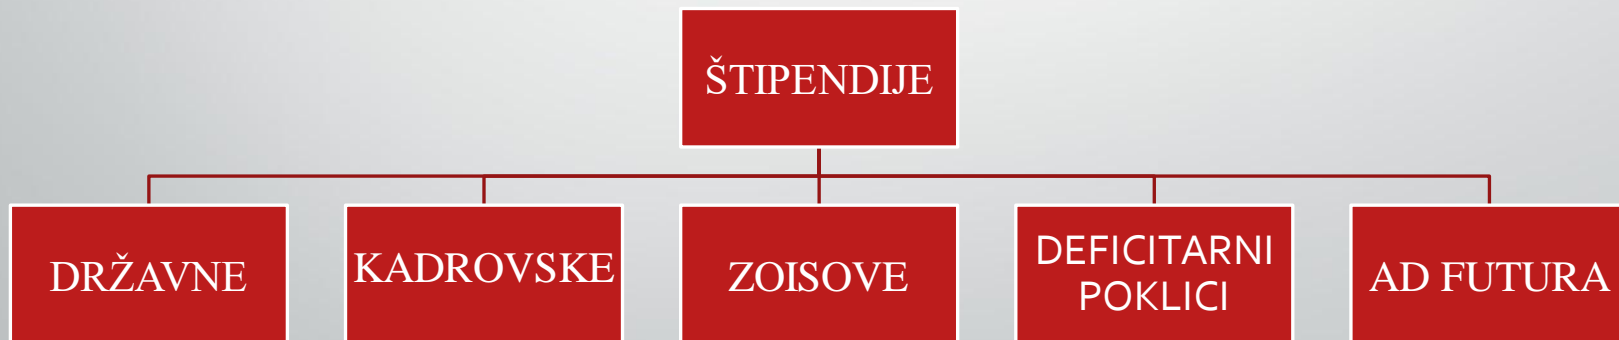 ŠTIPENDIJE
DRŽAVNE
KADROVSKE
ZOISOVE
DEFICITARNI
POKLICI
AD FUTURA